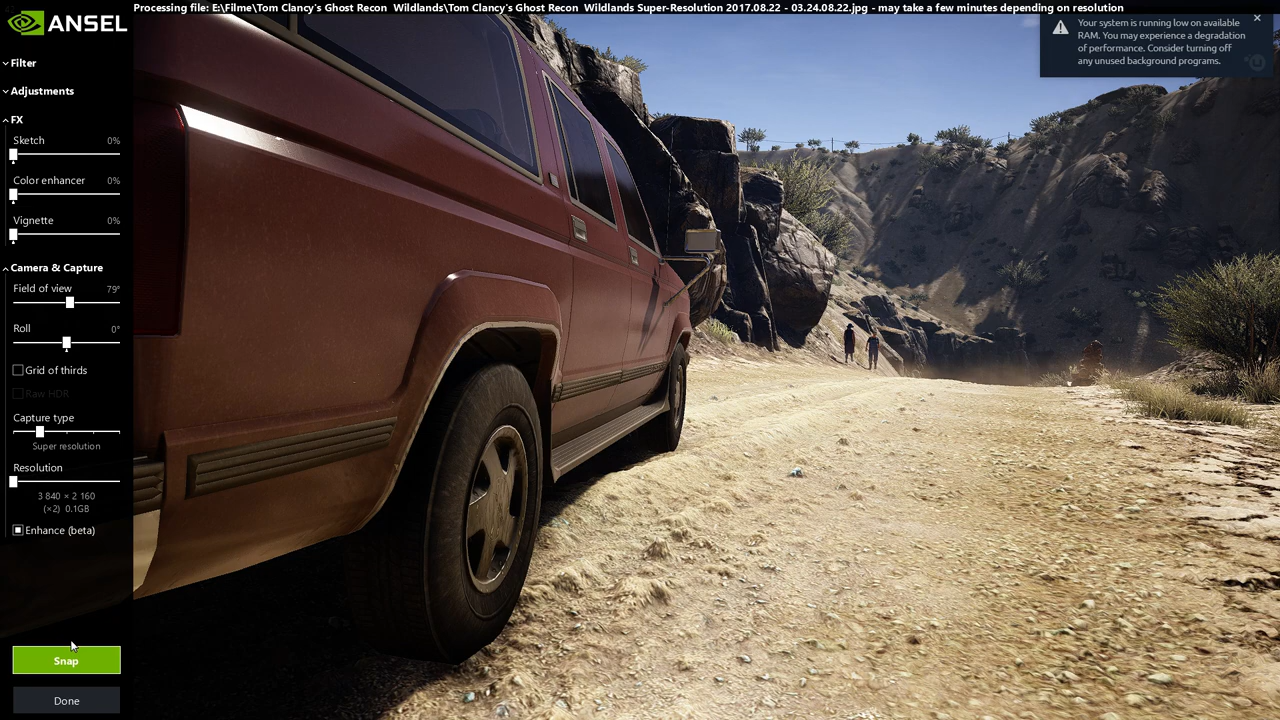 Processing file: E:\Filme\Tom Clancy's Ghost Recon  Wildlands\Tom Clancy's Ghost Recon  Wildlands Super-Resolution 2017.08.22 - 03.24.08.22.jpg - may take a few minutes depending on resolution
ANSEL
Your system is running low on available
RAM. You may experience a degradation
of performance. Consider turning off
any unused background programs.
Filter
Adjustments
FX
Sketch 0%
Color enhancer 0%
Vignette 0%
Camera & Capture
Field of view 79°
Roll 0°
Grid of thirds
Raw HDR
Capture type
Super resolution
Resolution
3 840 × 2 160
(×2) 0.1GB
Enhance (beta)
Snap
Done